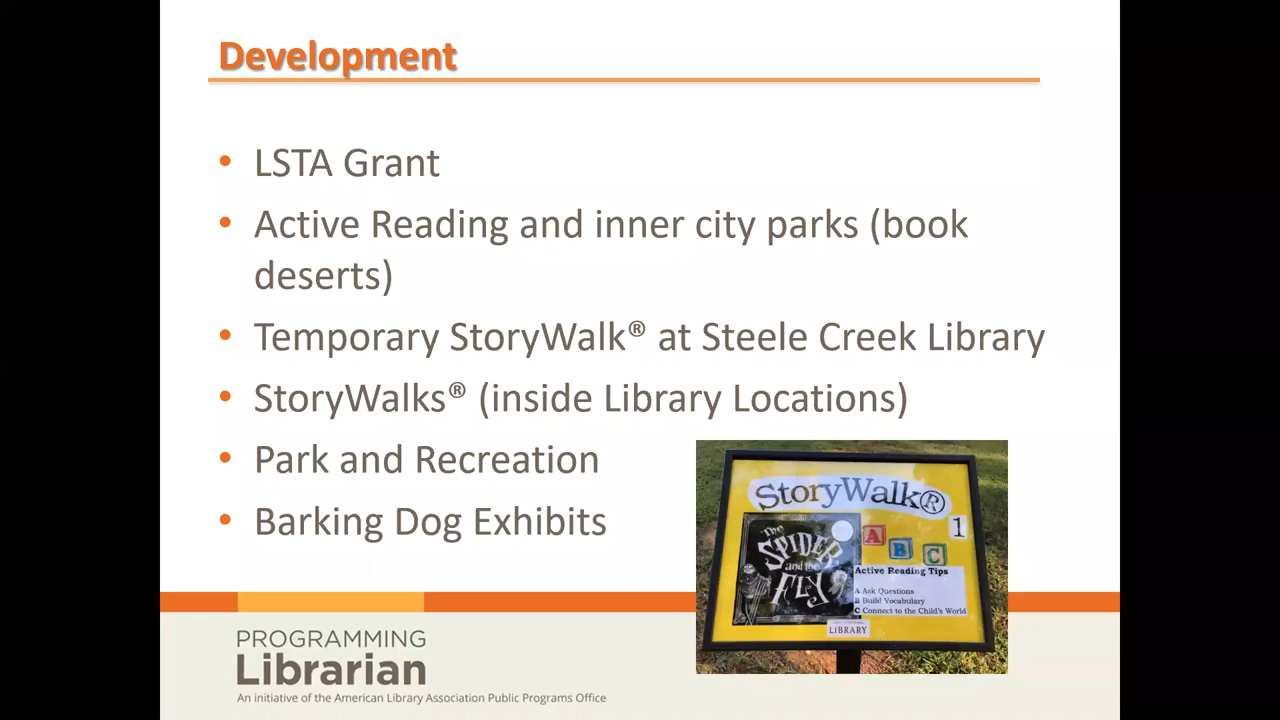 Development
• LSTA Grant
• Active Reading and inner city parks (book
deserts)
• Temporary StoryWalk® at Steele Creek Library
• StoryWalks® (inside Library Locations)
• Park and Recreation
• Barking Dog Exhibits
StoryWalk®
1
The
SPIDER
and the
FLY
A
B
C
Active Reading Tips
A Ask Questions
B Build Vocabulary
C Connect to the Child's World
LIBRARY
PROGRAMMING
Librarian
An initiative of the American Library Association Public Programs Office